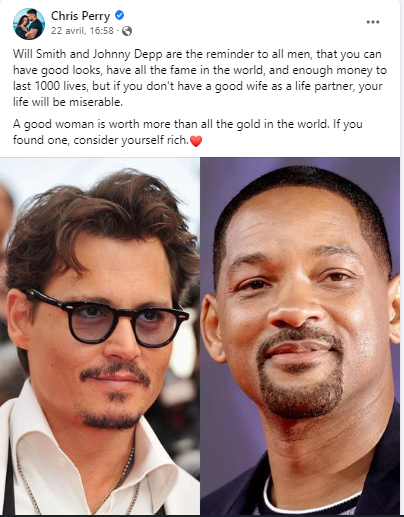 Chris Perry
22 avril, 16:58 ·
Will Smith and Johnny Depp are the reminder to all men, that you can
have good looks, have all the fame in the world, and enough money to
last 1000 lives, but if you don't have a good wife as a life partner, your
life will be miserable.
A good woman is worth more than all the gold in the world. If you
found one, consider yourself rich.❤️